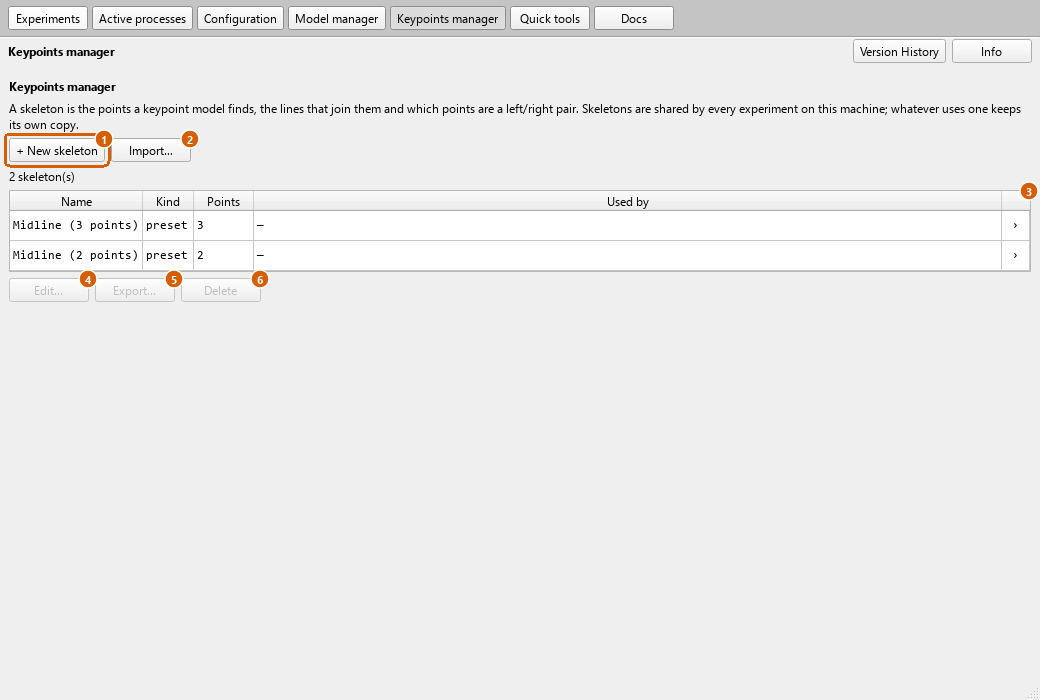 Experiments Active processes Configuration Model manager Keypoints manager Quick tools Docs
Keypoints manager Version History Info
Keypoints manager
A skeleton is the points a keypoint model finds, the lines that join them and which points are a left/right pair. Skeletons are shared by every experiment on this machine; whatever uses one keeps
its own copy.
1 2
+ New skeleton Import...
2 skeleton(s)
3
Name Kind Points Used by
Midline (3 points) preset 3 — ›
Midline (2 points) preset 2 — ›
4 5 6
Edit... Export... Delete